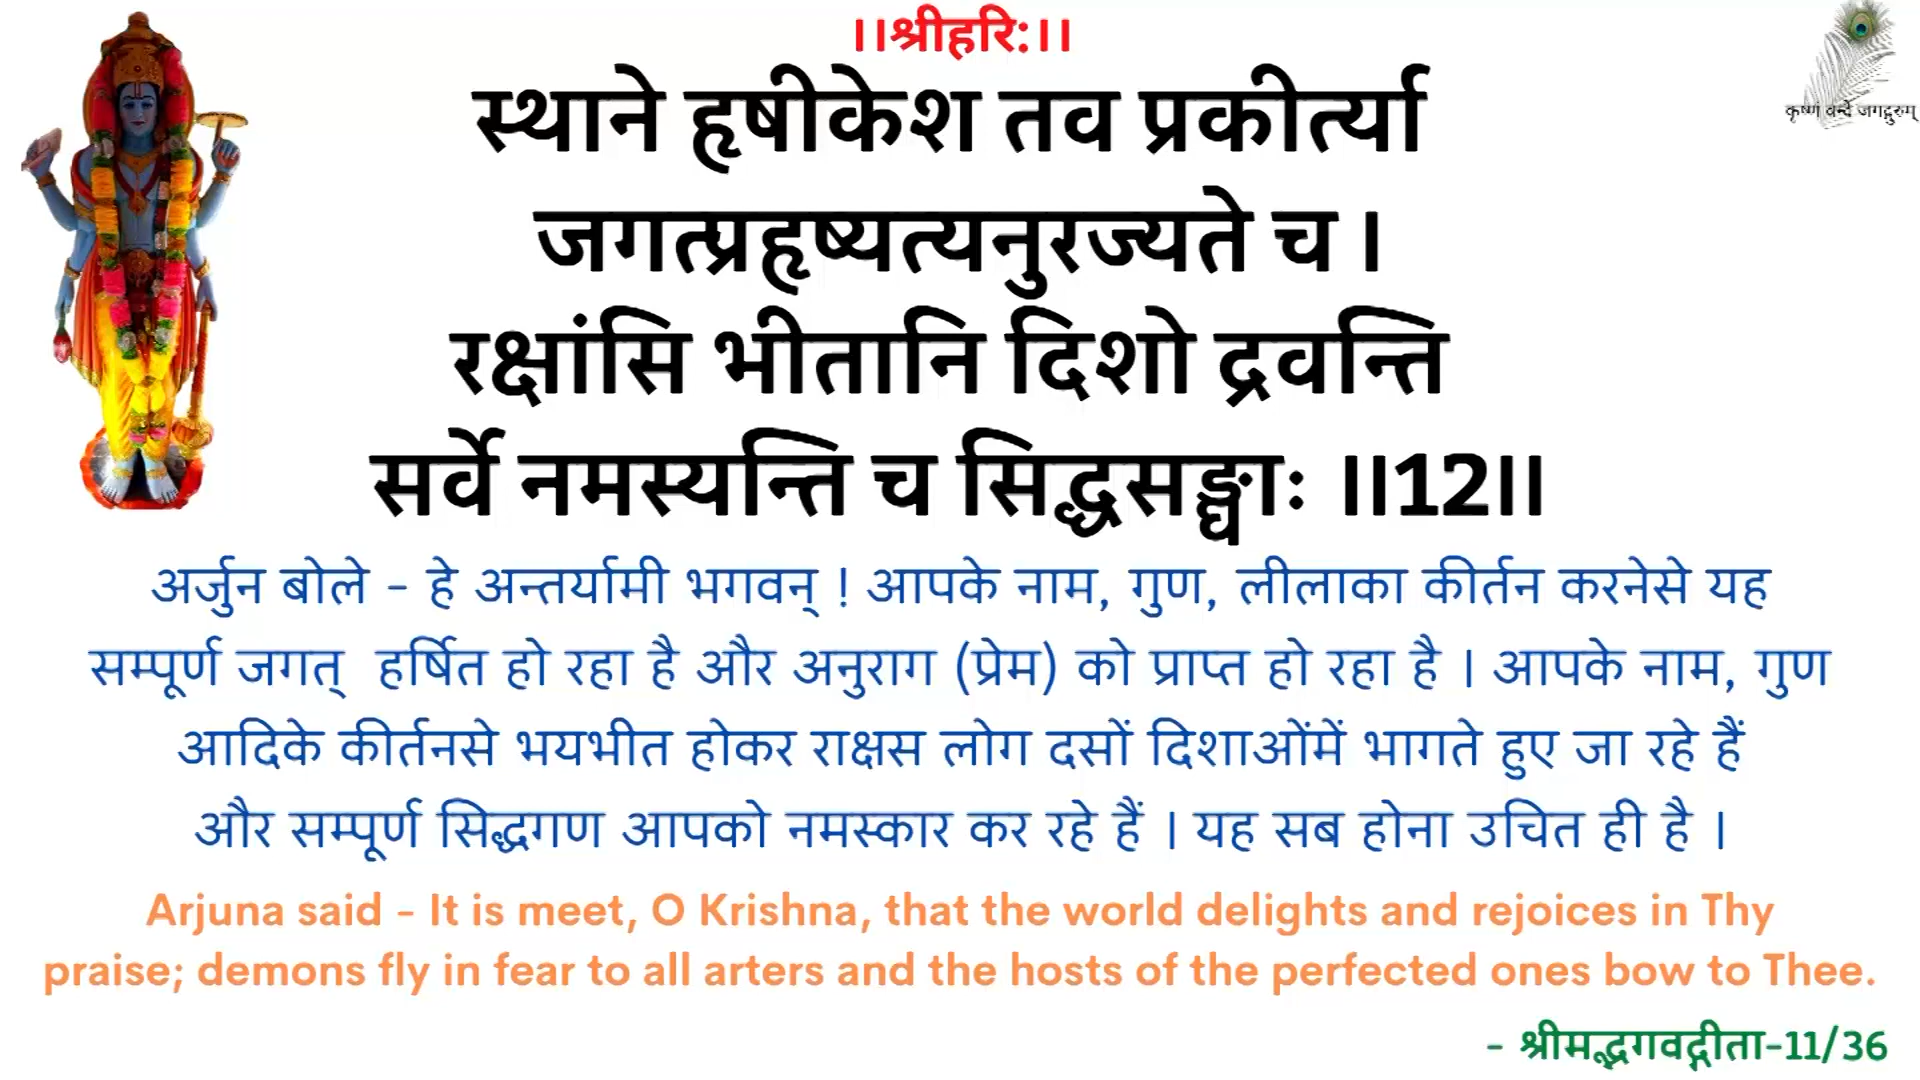 ।।श्रीहरि:।।
कृष्णं वन्दे जगद्गुरुम्
स्थाने हृषीकेश तव प्रकीर्त्या
जगत्प्रहृष्यत्यनुरज्यते च ।
रक्षांसि भीतानि दिशो द्रवन्ति
सर्वे नमस्यन्ति च सिद्धसङ्घाः ॥12॥
अर्जुन बोले - हे अन्तर्यामी भगवन् ! आपके नाम, गुण, लीलाका कीर्तन करनेसे यह
सम्पूर्ण जगत् हर्षित हो रहा है और अनुराग (प्रेम) को प्राप्त हो रहा है । आपके नाम, गुण
आदिके कीर्तनसे भयभीत होकर राक्षस लोग दसों दिशाओंमें भागते हुए जा रहे हैं
और सम्पूर्ण सिद्धगण आपको नमस्कार कर रहे हैं । यह सब होना उचित ही है ।
Arjuna said - It is meet, O Krishna, that the world delights and rejoices in Thy
praise; demons fly in fear to all arters and the hosts of the perfected ones bow to Thee.
- श्रीमद्भगवद्गीता-11/36